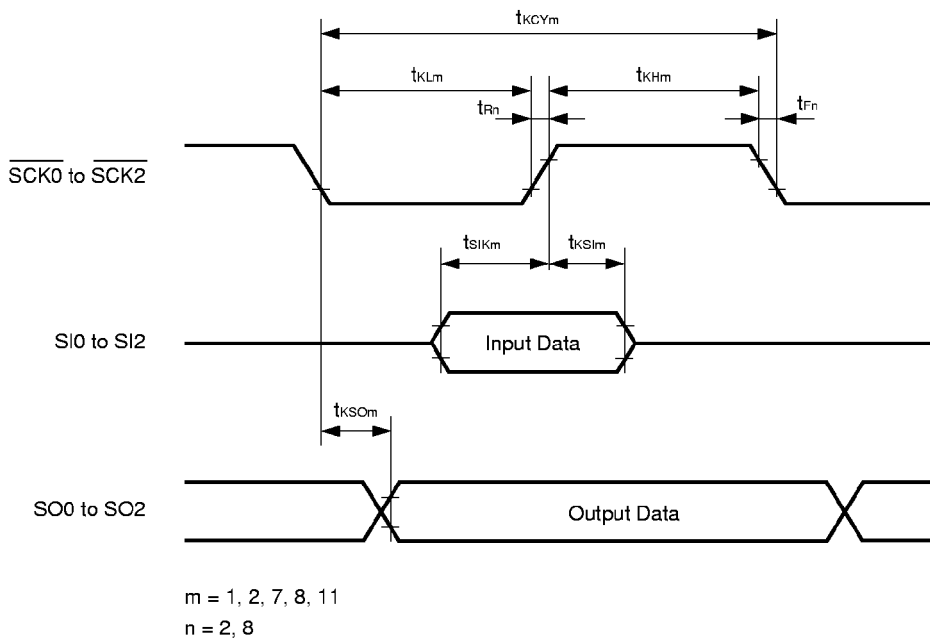 tKCYm
tKLm tKHm
tRn tFn
SCK0 to SCK2
tSIKm tKSIm
SI0 to SI2 Input Data
tKSOm
SO0 to SO2 Output Data
m = 1, 2, 7, 8, 11
n = 2, 8